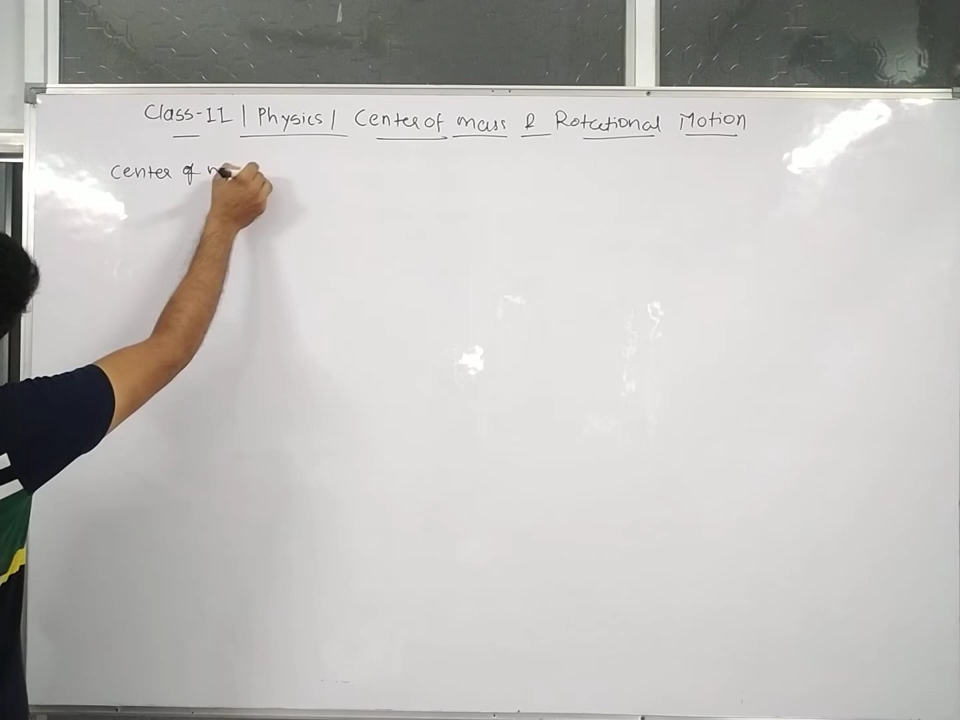 Class-11 | Physics | Center of mass & Rotational Motion
Center of